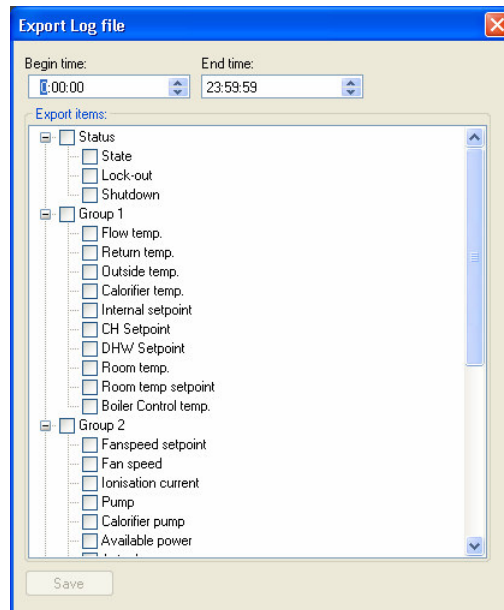 Export Log file
Begin time: End time:
0:00:00 23:59:59
Export items:
Status
State
Lock-out
Shutdown
Group 1
Flow temp.
Return temp.
Outside temp.
Calorifier temp.
Internal setpoint
CH Setpoint
DHW Setpoint
Room temp.
Room temp setpoint
Boiler Control temp.
Group 2
Fanspeed setpoint
Fan speed
Ionisation current
Pump
Calorifier pump
Available power
Save